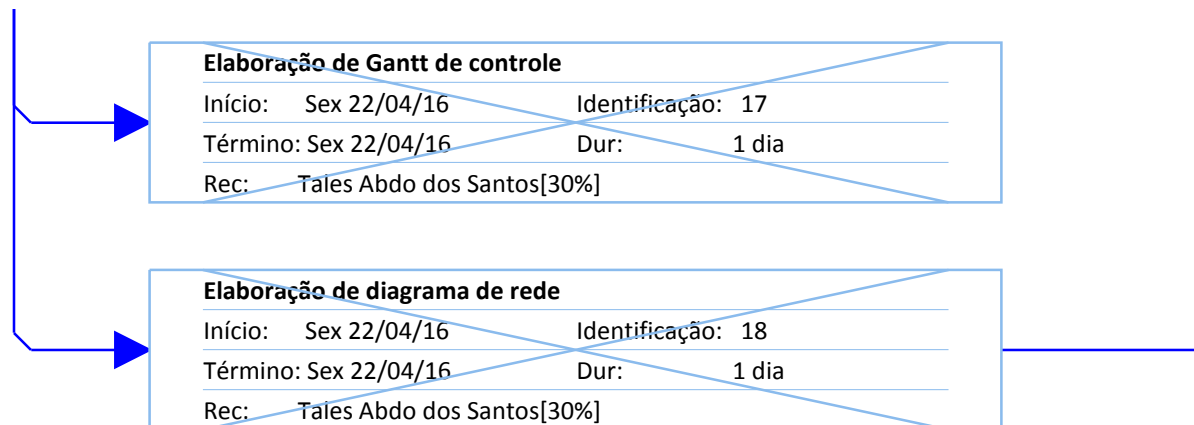 Elaboração de Gantt de controle
Início: Sex 22/04/16 Identificação: 17
Término: Sex 22/04/16 Dur: 1 dia
Rec: Tales Abdo dos Santos[30%]
Elaboração de diagrama de rede
Início: Sex 22/04/16 Identificação: 18
Término: Sex 22/04/16 Dur: 1 dia
Rec: Tales Abdo dos Santos[30%]